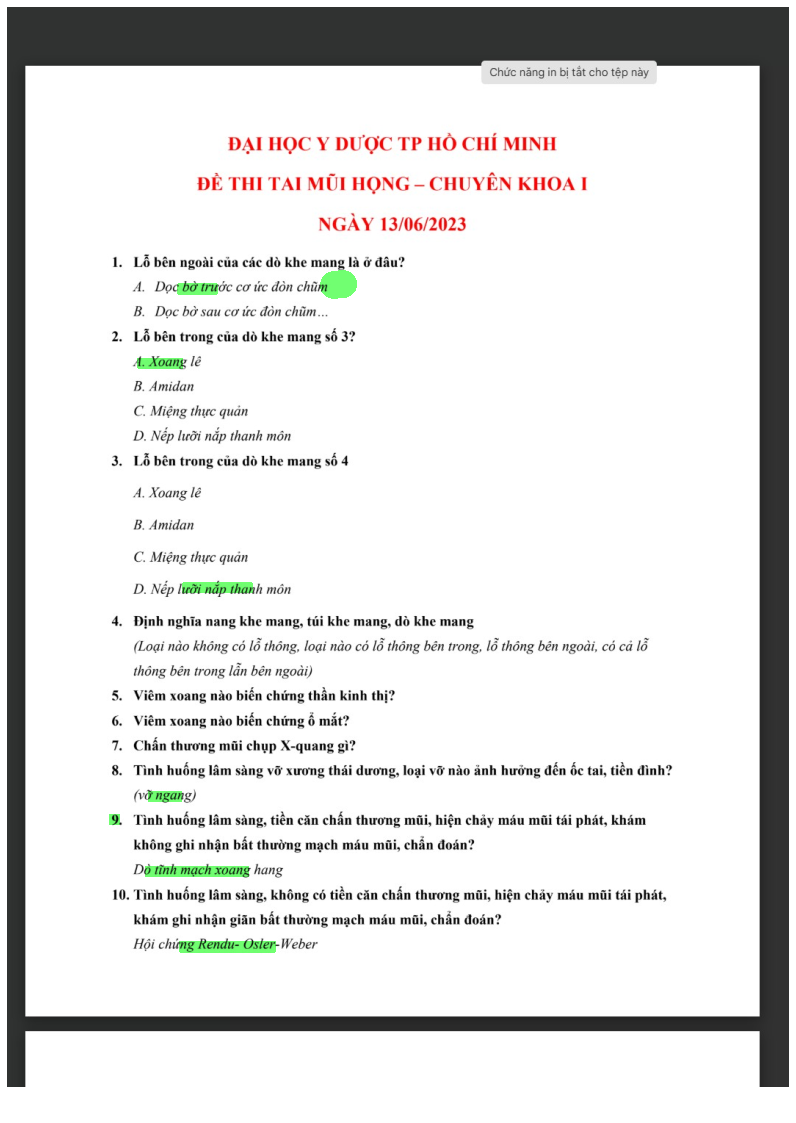 Chức năng in bị tắt cho tệp này
ĐẠI HỌC Y DƯỢC TP HỒ CHÍ MINH
ĐỀ THI TAI MŨI HỌNG – CHUYÊN KHOA I
NGÀY 13/06/2023
1. Lỗ bên ngoài của các dò khe mang là ở đâu?
A. Dọc bờ trước cơ ức đòn chũm
B. Dọc bờ sau cơ ức đòn chũm...
2. Lỗ bên trong của dò khe mang số 3?
A. Xoang lê
B. Amidan
C. Miệng thực quản
D. Nếp lưỡi nắp thanh môn
3. Lỗ bên trong của dò khe mang số 4
A. Xoang lê
B. Amidan
C. Miệng thực quản
D. Nếp lưỡi nắp thanh môn
4. Định nghĩa nang khe mang, túi khe mang, dò khe mang
(Loại nào không có lỗ thông, loại nào có lỗ thông bên trong, lỗ thông bên ngoài, có cả lỗ
thông bên trong lẫn bên ngoài)
5. Viêm xoang nào biến chứng thần kinh thị?
6. Viêm xoang nào biến chứng ổ mắt?
7. Chấn thương mũi chụp X-quang gì?
8. Tình huống lâm sàng vỡ xương thái dương, loại vỡ nào ảnh hưởng đến ốc tai, tiền đình?
(vỡ ngang)
9. Tình huống lâm sàng, tiền căn chấn thương mũi, hiện chảy máu mũi tái phát, khám
không ghi nhận bất thường mạch máu mũi, chẩn đoán?
Dò tĩnh mạch xoang hang
10. Tình huống lâm sàng, không có tiền căn chấn thương mũi, hiện chảy máu mũi tái phát,
khám ghi nhận giãn bất thường mạch máu mũi, chẩn đoán?
Hội chứng Rendu- Osler-Weber